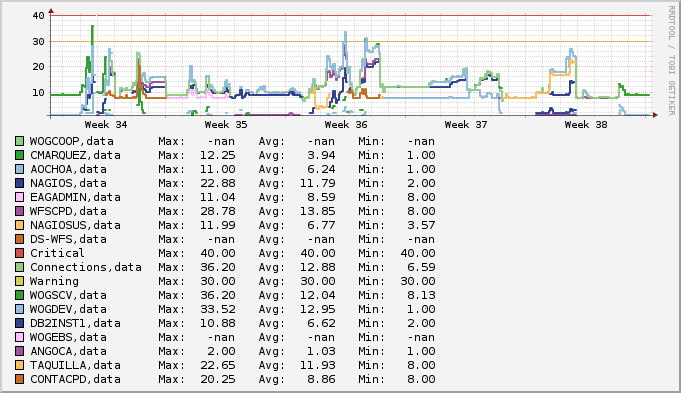 40
30
20
10
Week 34 Week 35 Week 36 Week 37 Week 38
RRDTOOL / TOBI OETIKER
WOGCOOP,data Max: -nan Avg: -nan Min: -nan
CMARQUEZ,data Max: 12.25 Avg: 3.94 Min: 1.00
AOCHOA,data Max: 11.00 Avg: 6.24 Min: 1.00
NAGIOS,data Max: 22.88 Avg: 11.79 Min: 2.00
EAGADMIN,data Max: 11.04 Avg: 8.59 Min: 8.00
WFSCPD,data Max: 28.78 Avg: 13.85 Min: 8.00
NAGIOSUS,data Max: 11.99 Avg: 6.77 Min: 3.57
DS-WFS,data Max: -nan Avg: -nan Min: -nan
Critical Max: 40.00 Avg: 40.00 Min: 40.00
Connections,data Max: 36.20 Avg: 12.88 Min: 6.59
Warning Max: 30.00 Avg: 30.00 Min: 30.00
WOGSCV,data Max: 36.20 Avg: 12.04 Min: 8.13
WOGDEV,data Max: 33.52 Avg: 12.95 Min: 1.00
DB2INST1,data Max: 10.88 Avg: 6.62 Min: 2.00
WOGEBS,data Max: -nan Avg: -nan Min: -nan
ANGOCA,data Max: 2.00 Avg: 1.03 Min: 1.00
TAQUILLA,data Max: 22.65 Avg: 11.93 Min: 8.00
CONTACPD,data Max: 20.25 Avg: 8.86 Min: 8.00